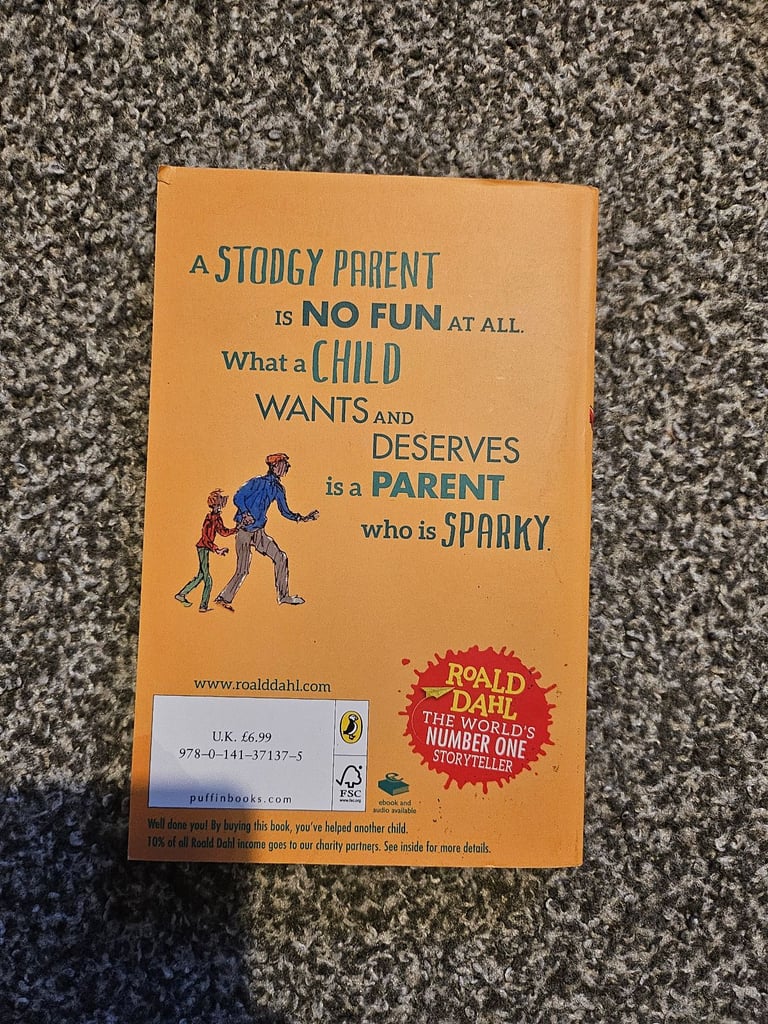 A STODGY PARENT
IS NO FUN AT ALL.
What a CHILD
WANTS AND
DESERVES
is a PARENT
who is SPARKY.
www.roalddahl.com
U.K. £6.99
978–0–141–37137–5
puffinbooks.com
FSC
www.fsc.org
ebook and
audio available
ROALD
DAHL
THE WORLD'S
NUMBER ONE
STORYTELLER
Well done you! By buying this book, you've helped another child.
10% of all Roald Dahl income goes to our charity partners. See inside for more details.